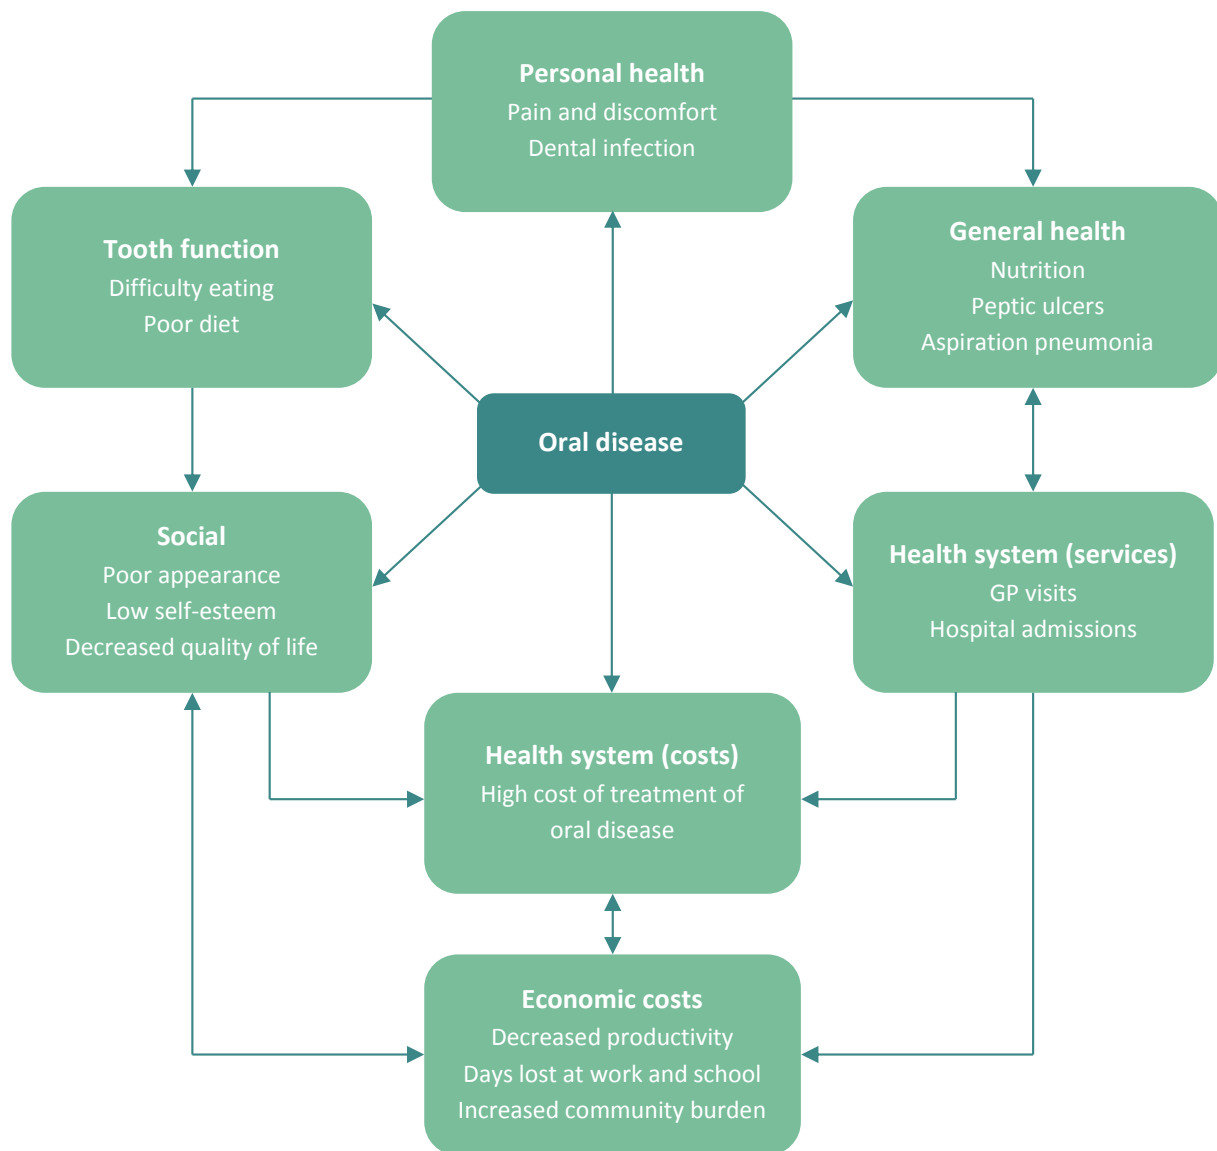 Personal health
Pain and discomfort
Dental infection
Tooth function
Difficulty eating
Poor diet
General health
Nutrition
Peptic ulcers
Aspiration pneumonia
Oral disease
Social
Poor appearance
Low self-esteem
Decreased quality of life
Health system (services)
GP visits
Hospital admissions
Health system (costs)
High cost of treatment of
oral disease
Economic costs
Decreased productivity
Days lost at work and school
Increased community burden